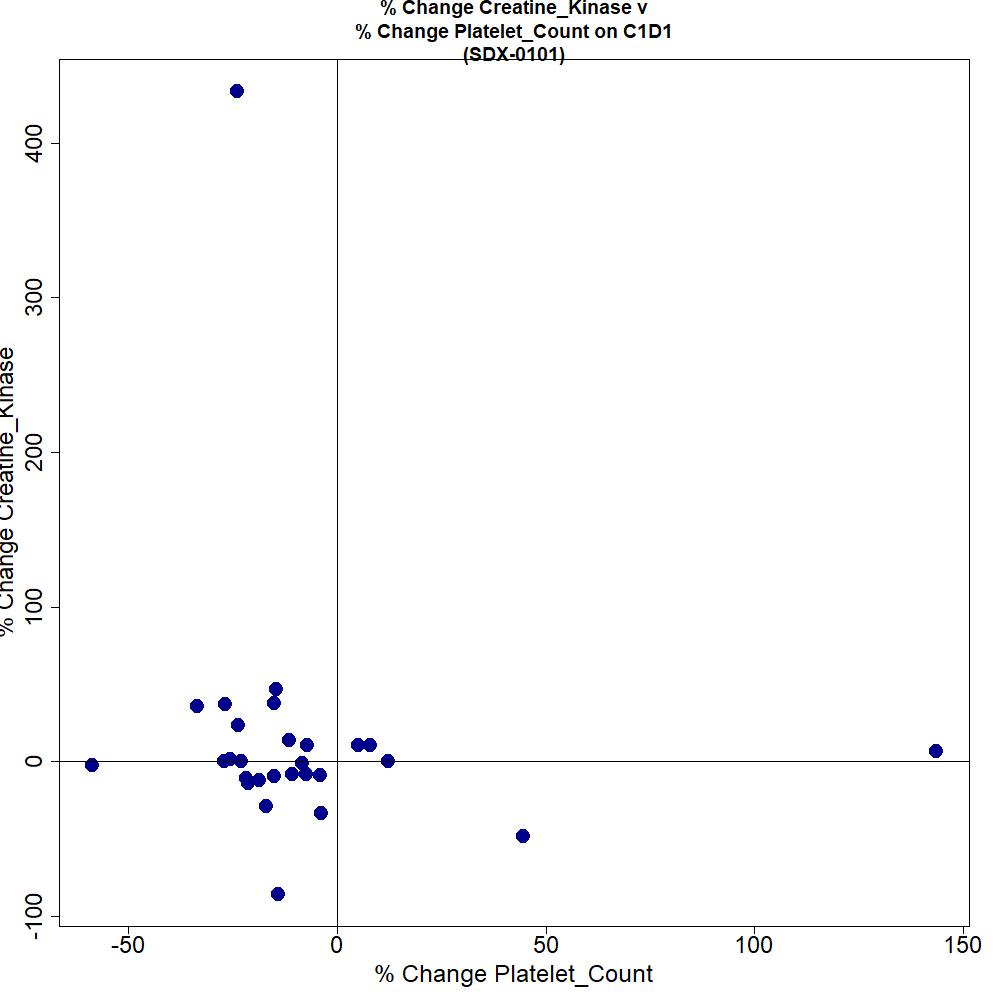 % Change Creatine_Kinase v
% Change Platelet_Count on C1D1
(SDX-0101)
% Change Creatine_Kinase
400
300
200
100
0
-100
-50
0
50
100
150
% Change Platelet_Count